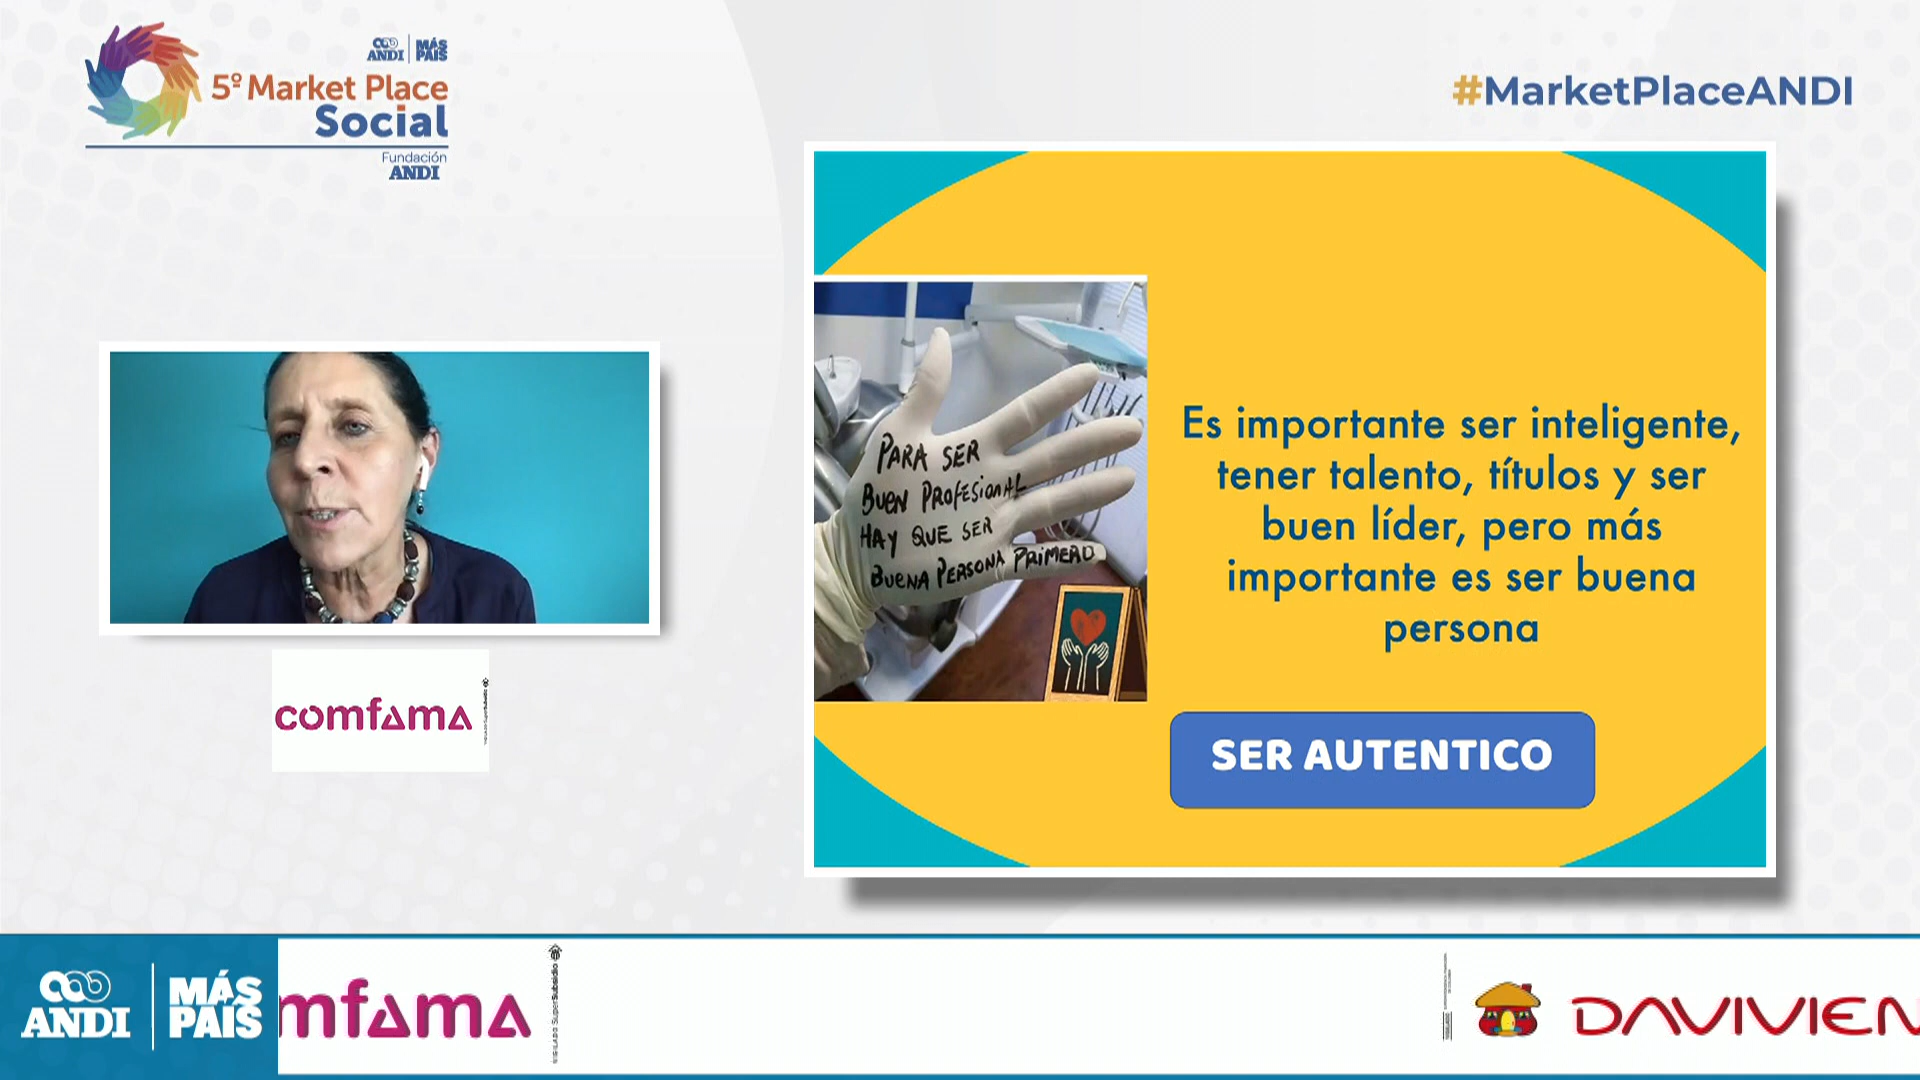 ANDI MÁS PAÍS
5º Market Place
Social
Fundación
ANDI
#MarketPlaceANDI
PARA SER
BUEN PROFESIONAL
HAY QUE SER
BUENA PERSONA PRIMERO
Es importante ser inteligente,
tener talento, títulos y ser
buen líder, pero más
importante es ser buena
persona
SER AUTENTICO
comfama
ANDI
MÁS
PAÍS
mfama
VIGILADO SuperSubsidio
DAVIVIEN